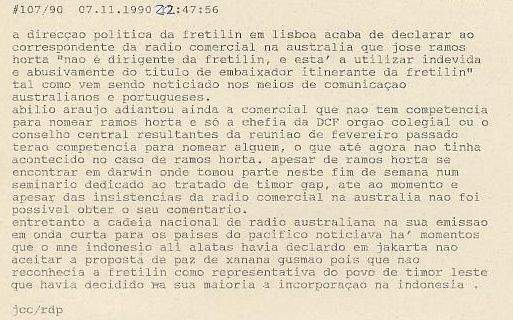 #107/90  07.11.1990 22:47:56
a direcçao politica da fretilin em lisboa acaba de declarar ao
correspondente da radio comercial na australia que jose ramos
horta "nao é dirigente da fretilin, e esta' a utilizar indevida
e abusivamente do titulo de embaixador itinerante da fretilin"
tal como vem sendo noticiado nos meios de comunicaçao
australianos e portugueses.
abilio araujo adiantou ainda a comercial que nao tem competencia
para nomear ramos horta e só a chefia da DCF orgao colegial ou o
conselho central resultantes da reuniao de fevereiro passado
terao competencia para nomear alguem, o que até agora nao tinha
acontecido no caso de ramos horta. apesar de ramos horta se
encontrar em darwin onde tomou parte neste fim de semana num
seminario dedicado ao tratado de timor gap, ate ao momento e
apesar das insistencias da radio comercial na australia nao foi
possivel obter o seu comentario.
entretanto a cadeia nacional de radio australiana na sua emissao
em onda curta para os paises do pacifico noticiava ha' momentos
que o mne indonesio ali alatas havia declardo em jakarta nao
aceitar a proposta de paz de xanana gusmao pois que nao
reconhecia a fretilin como representativa do povo de timor leste
que havia decidido na sua maioria a incorporaçao na indonesia .
jcc/rdp